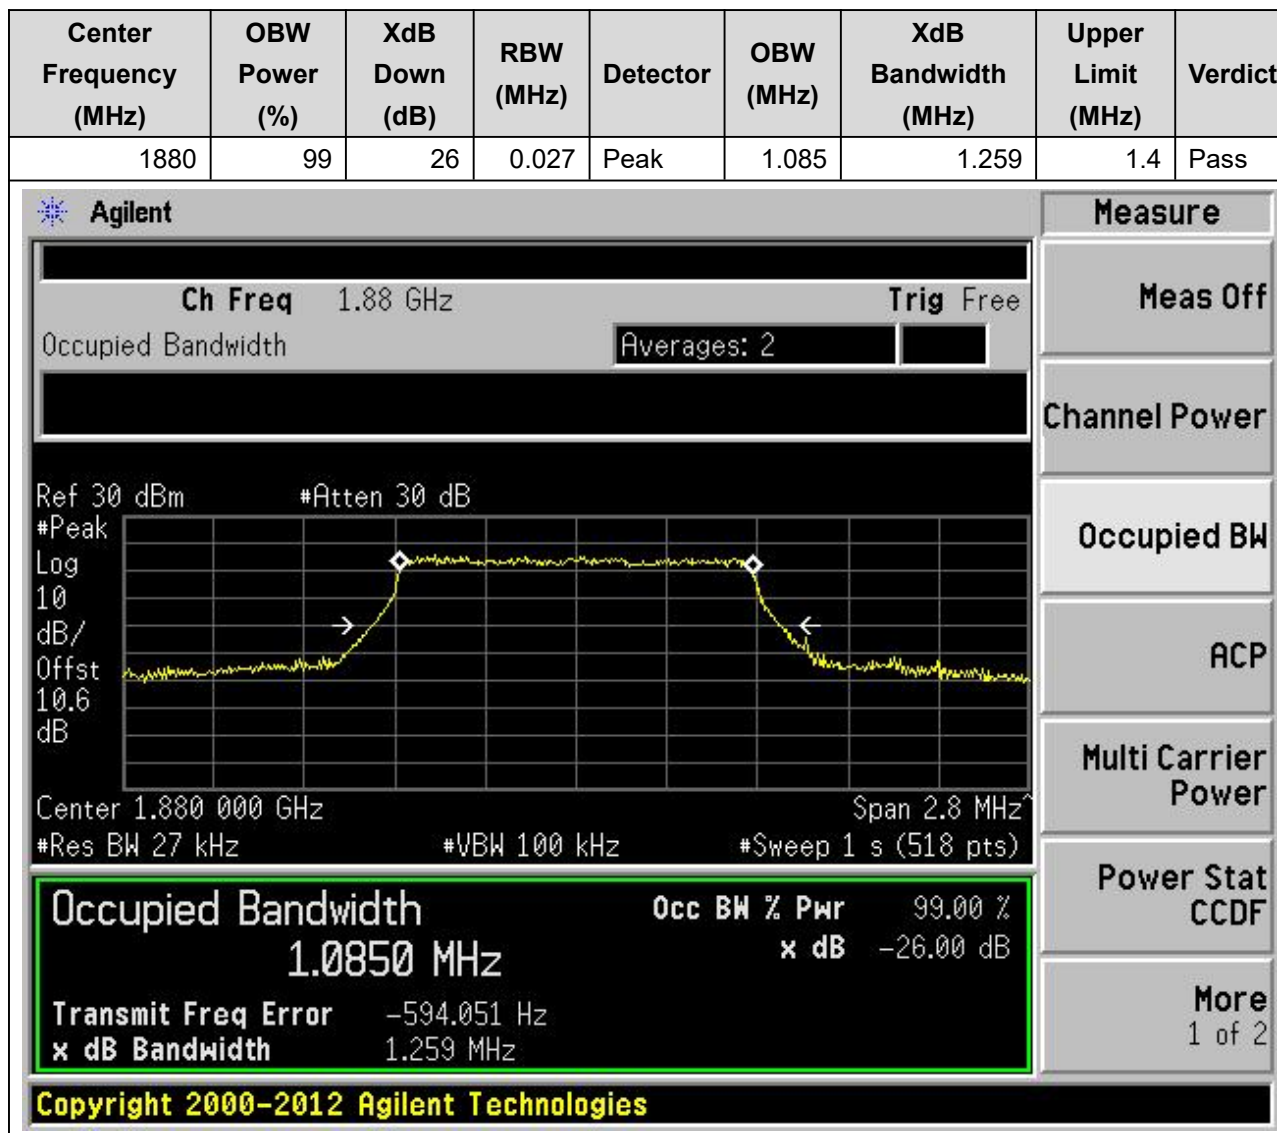 Center Frequency (MHz) OBW Power (%) XdB Down (dB) RBW (MHz) Detector OBW (MHz) XdB Bandwidth (MHz) Upper Limit (MHz) Verdict
1880 99 26 0.027 Peak 1.085 1.259 1.4 Pass
Agilent
Ch Freq 1.88 GHz Trig Free
Occupied Bandwidth Averages: 2
Ref 30 dBm #Atten 30 dB
#Peak
Log
10
dB/
Offst
10.6
dB
Center 1.880 000 GHz Span 2.8 MHz^
#Res BW 27 kHz #VBW 100 kHz #Sweep 1 s (518 pts)
Occupied Bandwidth Occ BW % Pwr 99.00 %
1.0850 MHz x dB -26.00 dB
Transmit Freq Error -594.051 Hz
x dB Bandwidth 1.259 MHz
Copyright 2000-2012 Agilent Technologies
Measure
Meas Off
Channel Power
Occupied BW
ACP
Multi Carrier
Power
Power Stat
CCDF
More
1 of 2